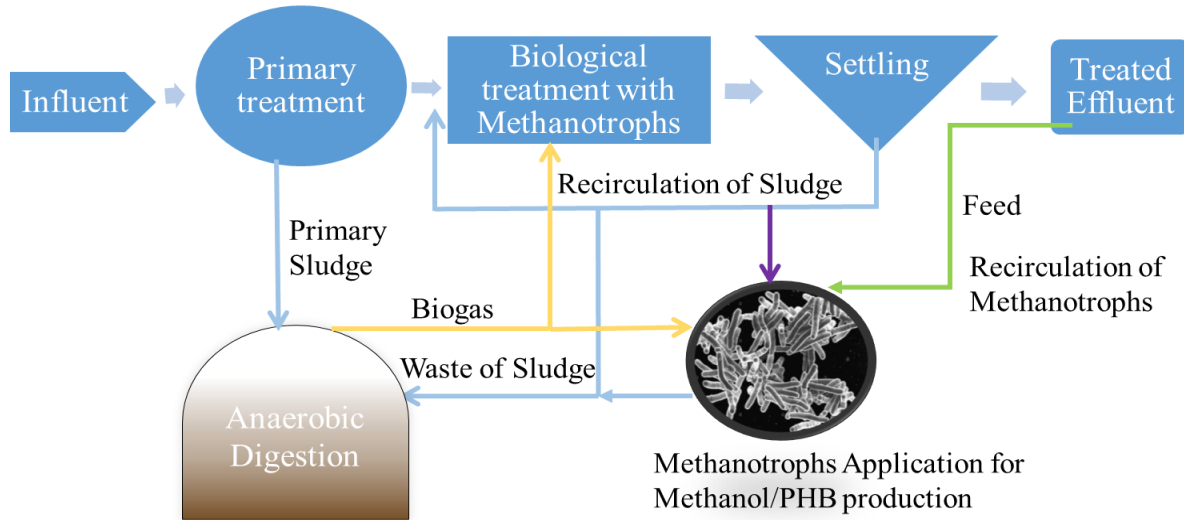 Influent
Primary
treatment
Biological
treatment with
Methanotrophs
Settling
Treated
Effluent
Recirculation of Sludge
Feed
Primary
Sludge
Recirculation of
Methanotrophs
Biogas
Waste of Sludge
Anaerobic
Digestion
Methanotrophs Application for
Methanol/PHB production